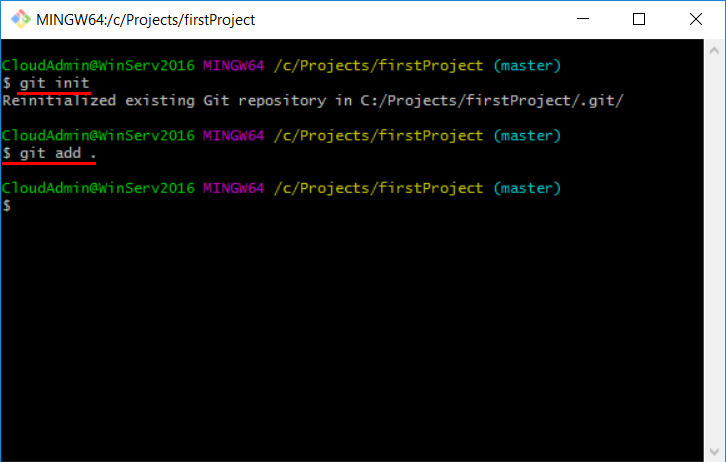 MINGW64:/c/Projects/firstProject
CloudAdmin@WinServ2016 MINGW64 /c/Projects/firstProject (master)
$ git init
Reinitialized existing Git repository in C:/Projects/firstProject/.git/
CloudAdmin@WinServ2016 MINGW64 /c/Projects/firstProject (master)
$ git add .
CloudAdmin@WinServ2016 MINGW64 /c/Projects/firstProject (master)
$